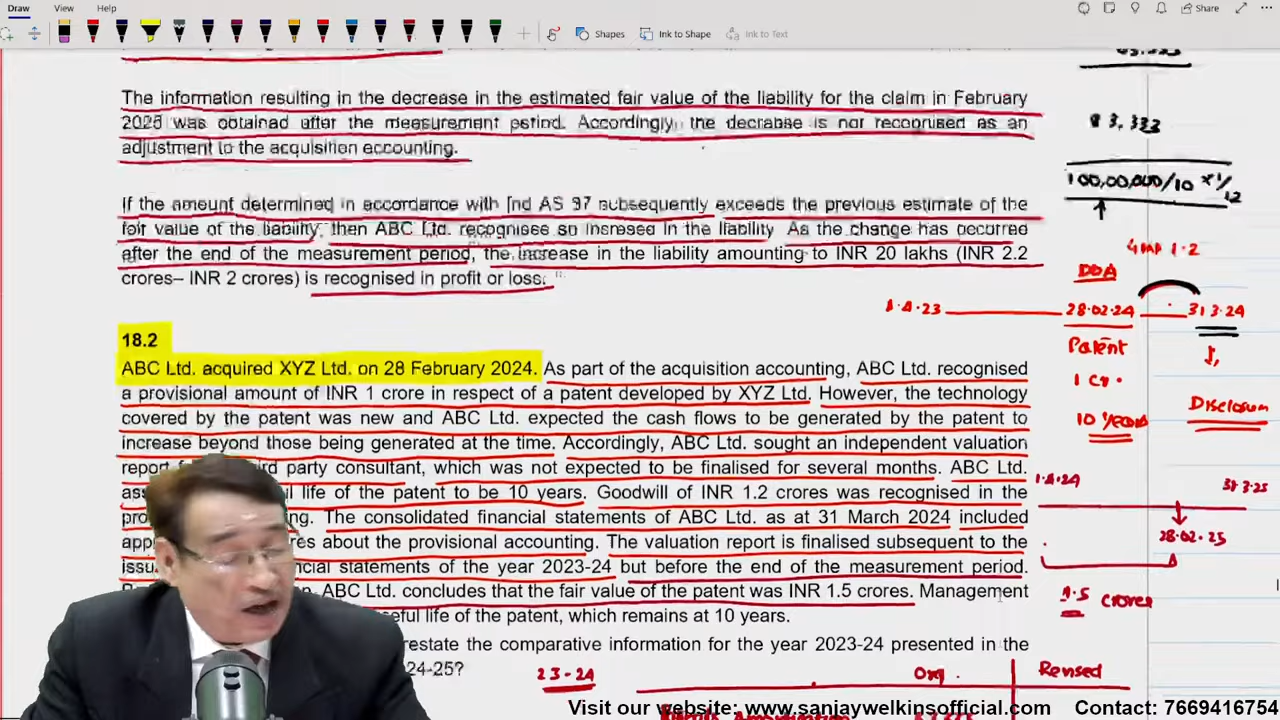 Draw View Help
Share
Shapes Ink to Shape Ink to Text
The information resulting in the decrease in the estimated fair value of the liability for the claim in February
2025 was obtained after the measurement period. Accordingly, the decrease is not recognised as an
adjustment to the acquisition accounting.
83,333
100,00,000/10 x 1/12
If the amount determined in accordance with Ind AS 37 subsequently exceeds the previous estimate of the
fair value of the liability, then ABC Ltd. recognises an increase in the liability. As the change has occurred
after the end of the measurement period, the increase in the liability amounting to INR 20 lakhs (INR 2.2
crores– INR 2 crores) is recognised in profit or loss."
1.2
DOA
1.4.23 28.02.24 31.3.24
Patent
1 Cr.
10 Years
Disclosure
18.2
ABC Ltd. acquired XYZ Ltd. on 28 February 2024. As part of the acquisition accounting, ABC Ltd. recognised
a provisional amount of INR 1 crore in respect of a patent developed by XYZ Ltd. However, the technology
covered by the patent was new and ABC Ltd. expected the cash flows to be generated by the patent to
increase beyond those being generated at the time. Accordingly, ABC Ltd. sought an independent valuation
report party consultant, which was not expected to be finalised for several months. ABC Ltd.
life of the patent to be 10 years. Goodwill of INR 1.2 crores was recognised in the
The consolidated financial statements of ABC Ltd. as at 31 March 2024 included
about the provisional accounting. The valuation report is finalised subsequent to the
statements of the year 2023-24 but before the end of the measurement period.
ABC Ltd. concludes that the fair value of the patent was INR 1.5 crores. Management
life of the patent, which remains at 10 years.
restate the comparative information for the year 2023-24 presented in the
24-25?
1.4.24 31.3.25
28.02.25
1.5 crores
23-24 Revised
Visit our website: www.sanjaywelkinsofficial.com Contact: 7669416754